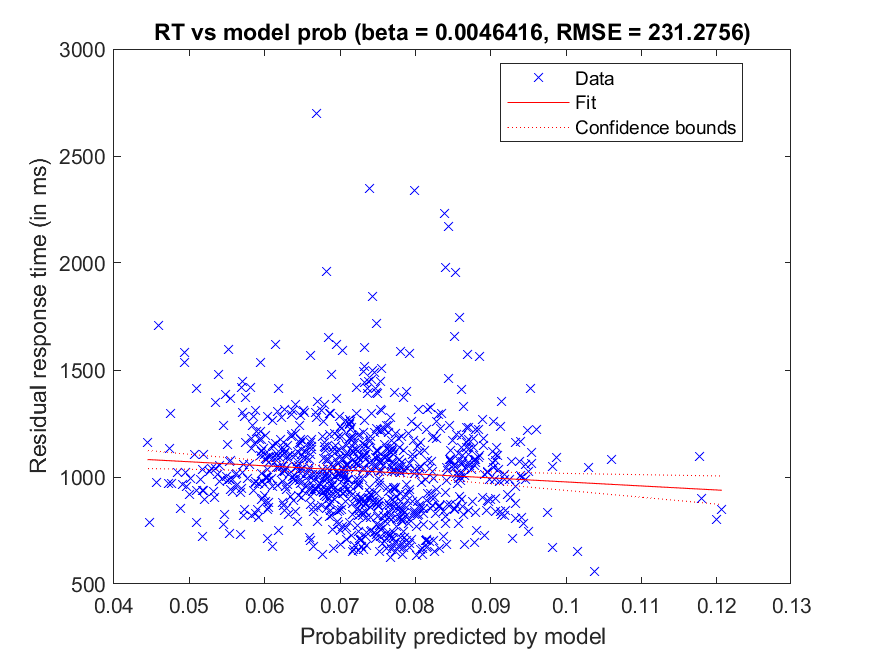 RT vs model prob (beta = 0.0046416, RMSE = 231.2756)
3000
2500
2000
1500
1000
500
Residual response time (in ms)
Data
Fit
Confidence bounds
0.04 0.05 0.06 0.07 0.08 0.09 0.1 0.11 0.12 0.13
Probability predicted by model